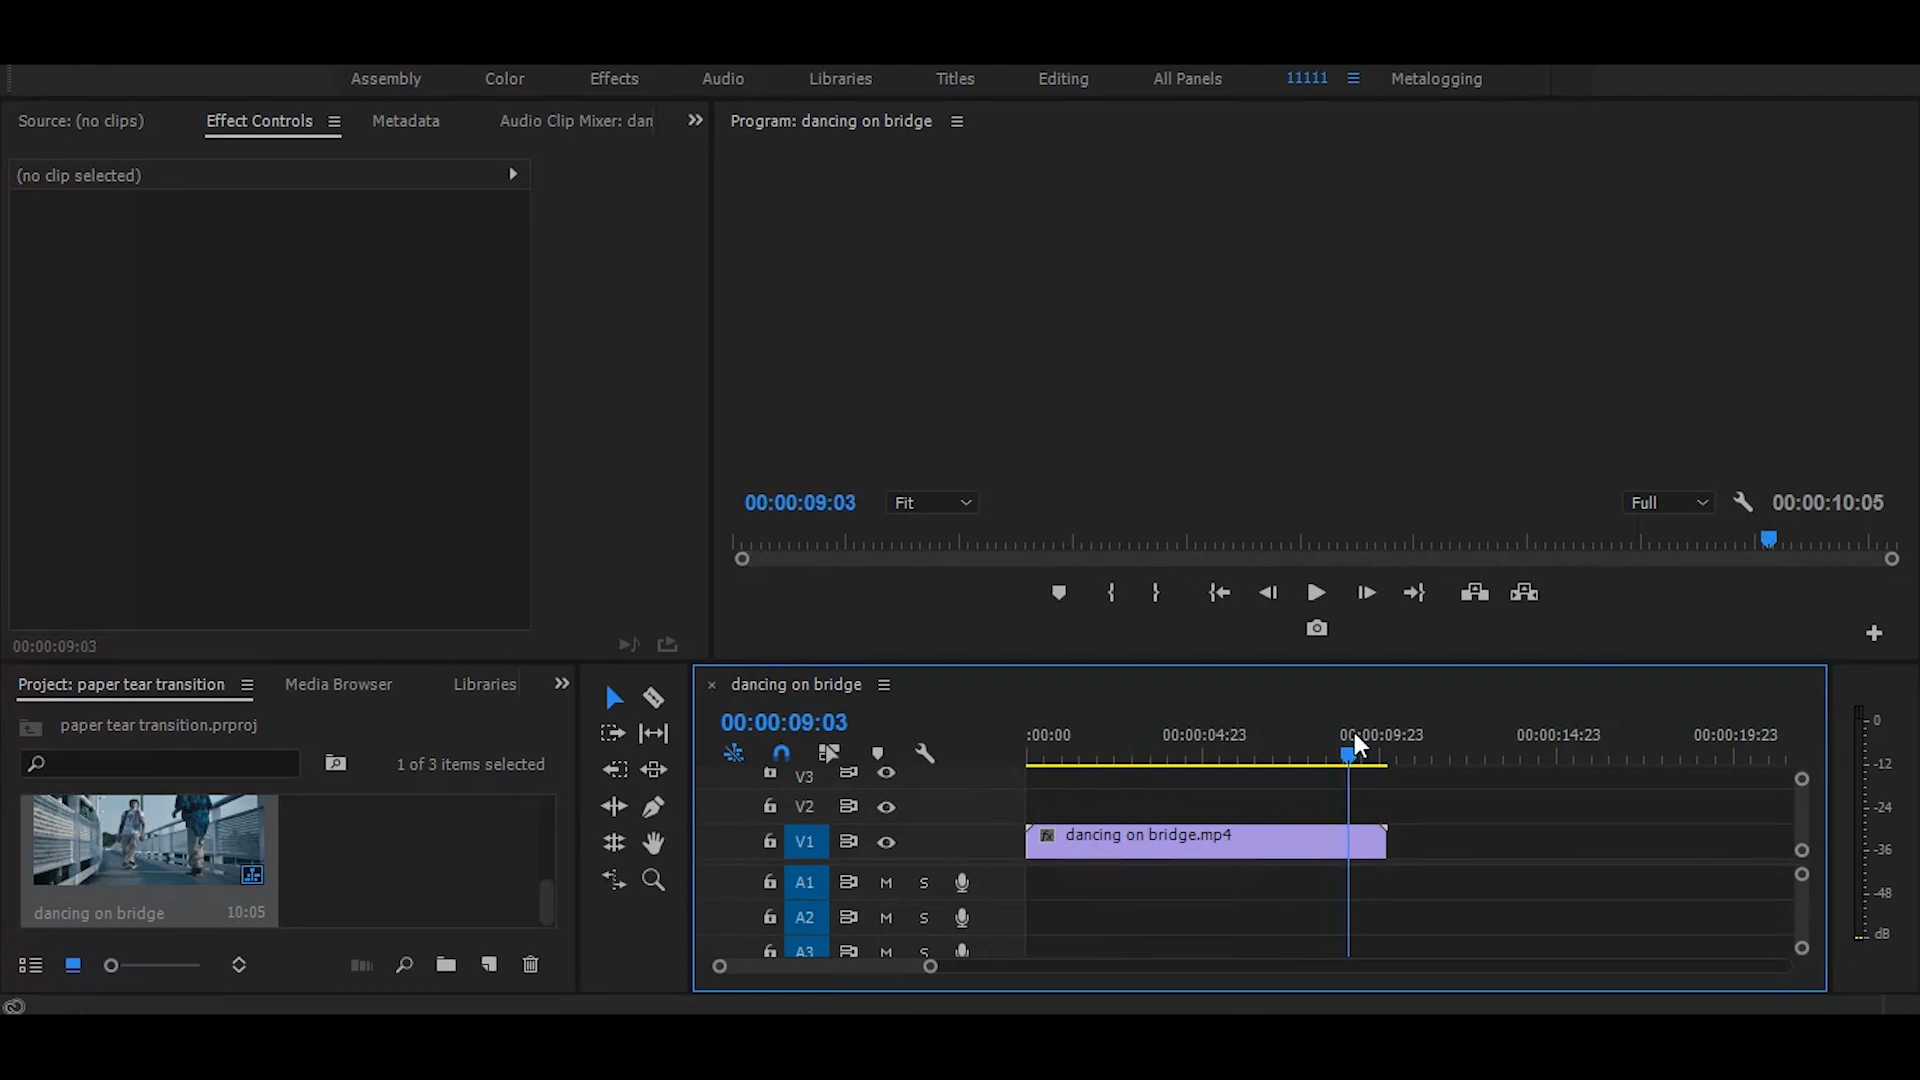 Assembly Color Effects Audio Libraries Titles Editing All Panels 11111 Metalogging
Source: (no clips) Effect Controls Metadata Audio Clip Mixer: dan
Program: dancing on bridge
(no clip selected)
00:00:09:03 Fit Full 00:00:10:05
00:00:09:03
Project: paper tear transition Media Browser Libraries
paper tear transition.prproj
1 of 3 items selected
dancing on bridge 10:05
dancing on bridge
00:00:09:03
:00:00 00:00:04:23 00:00:09:23 00:00:14:23 00:00:19:23
V3
V2
V1 fx dancing on bridge.mp4
A1 M S
A2 M S
A3 M S
0
-12
-24
-36
-48
dB